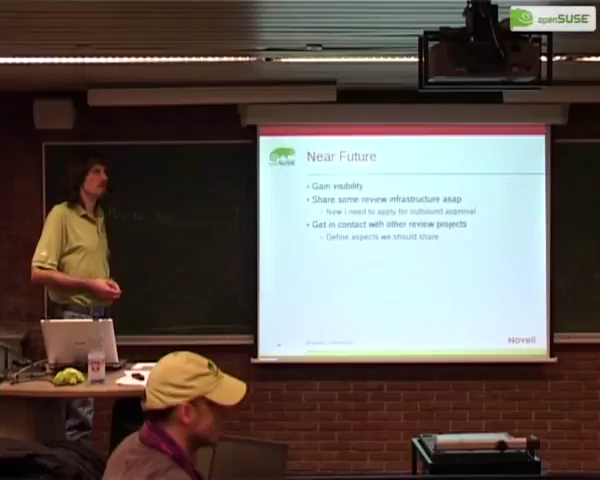 openSUSE
Near Future
Gain visibility
Share some review infrastructure asap
Now I need to apply for outbound approval
Get in contact with other review projects
Define aspects we should share
Novell